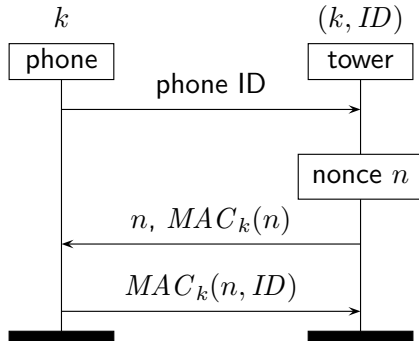 k (k, ID)
phone tower
phone ID
nonce n
n, MAC_k(n)
MAC_k(n, ID)